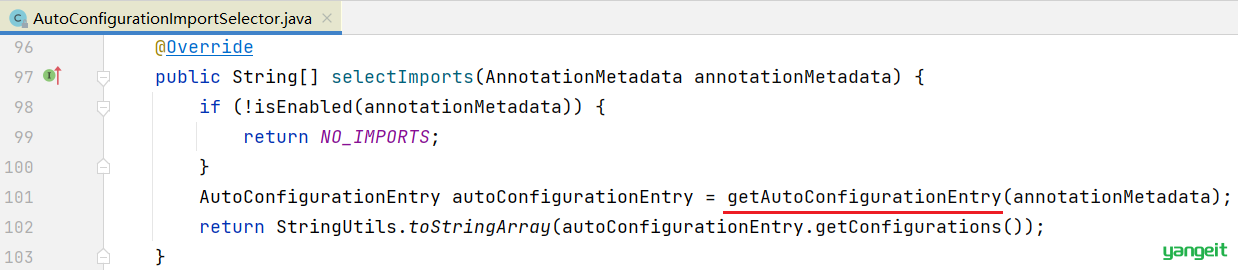 AutoConfigurationImportSelector.java
96 @Override
97 public String[] selectImports(AnnotationMetadata annotationMetadata) {
98 if (!isEnabled(annotationMetadata)) {
99 return NO_IMPORTS;
100 }
101 AutoConfigurationEntry autoConfigurationEntry = getAutoConfigurationEntry(annotationMetadata);
102 return StringUtils.toStringArray(autoConfigurationEntry.getConfigurations());
103 }
yangeit